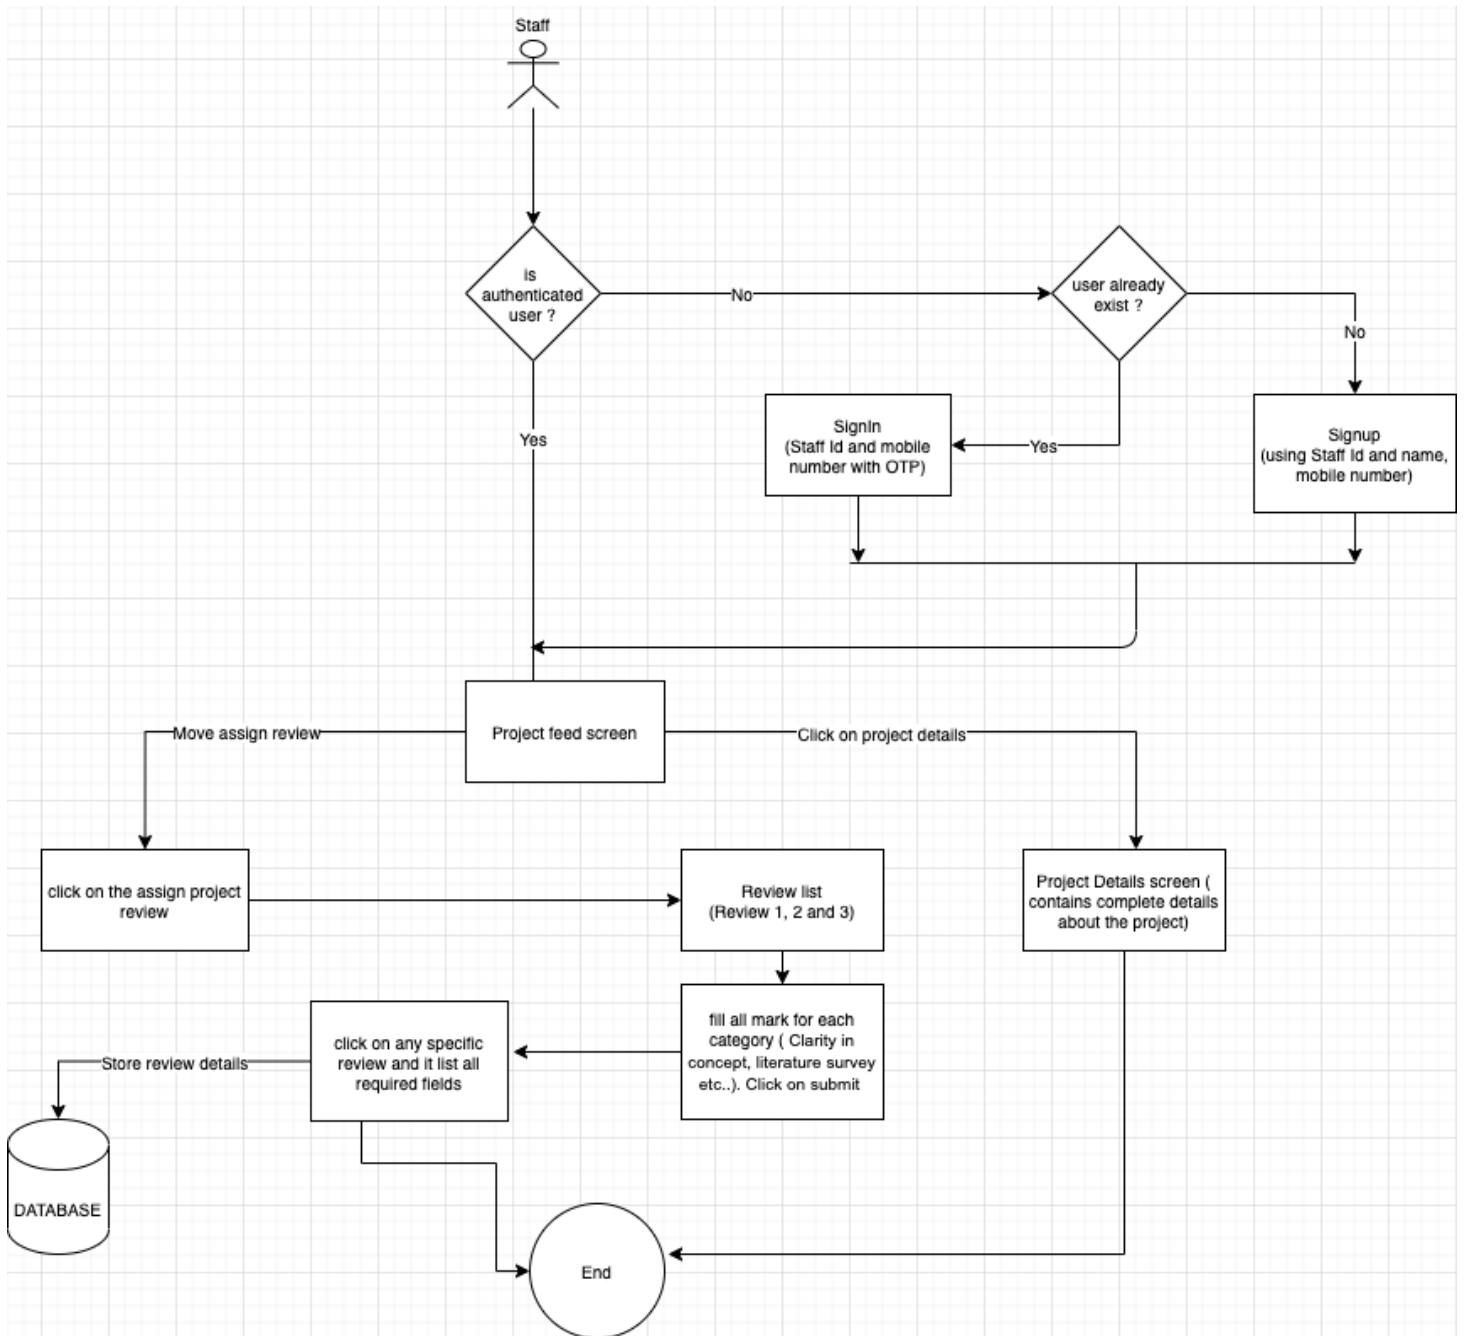 Staff
is
authenticated
user ?
No
user already
exist ?
No
Yes
SignIn
(Staff Id and mobile
number with OTP)
Yes
Signup
(using Staff Id and name,
mobile number)
Project feed screen
Move assign review
Click on project details
click on the assign project
review
Review list
(Review 1, 2 and 3)
Project Details screen (
contains complete details
about the project)
fill all mark for each
category ( Clarity in
concept, literature survey
etc..). Click on submit
click on any specific
review and it list all
required fields
Store review details
DATABASE
End